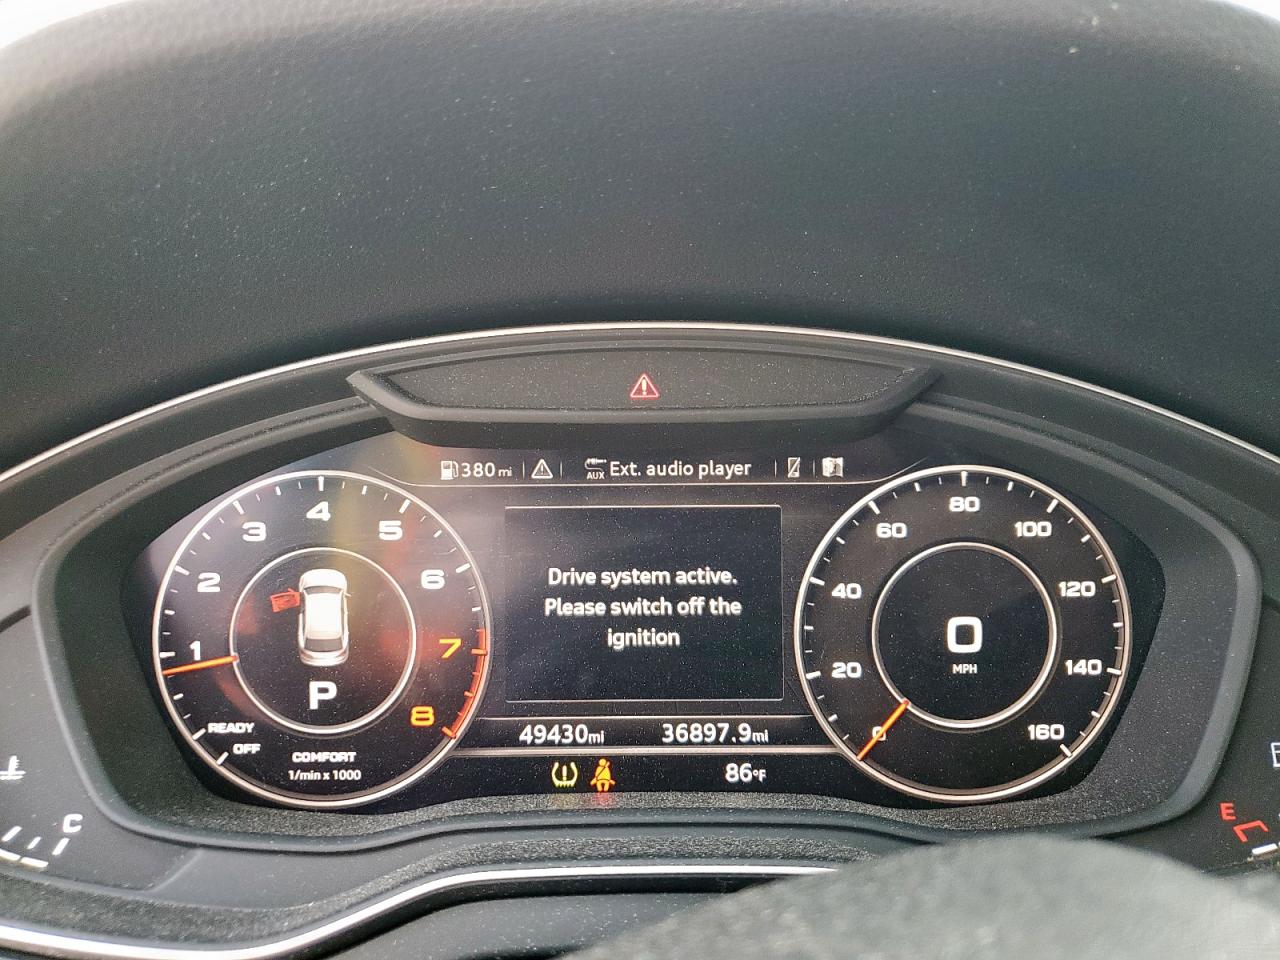 380 mi
AUX
Ext. audio player
1
2
3
4
5
6
7
8
READY
OFF
P
COMFORT
1/min x 1000
Drive system active.
Please switch off the
ignition
49430mi
36897.9mi
86°F
0
20
40
60
80
100
120
140
160
0
MPH
C
E